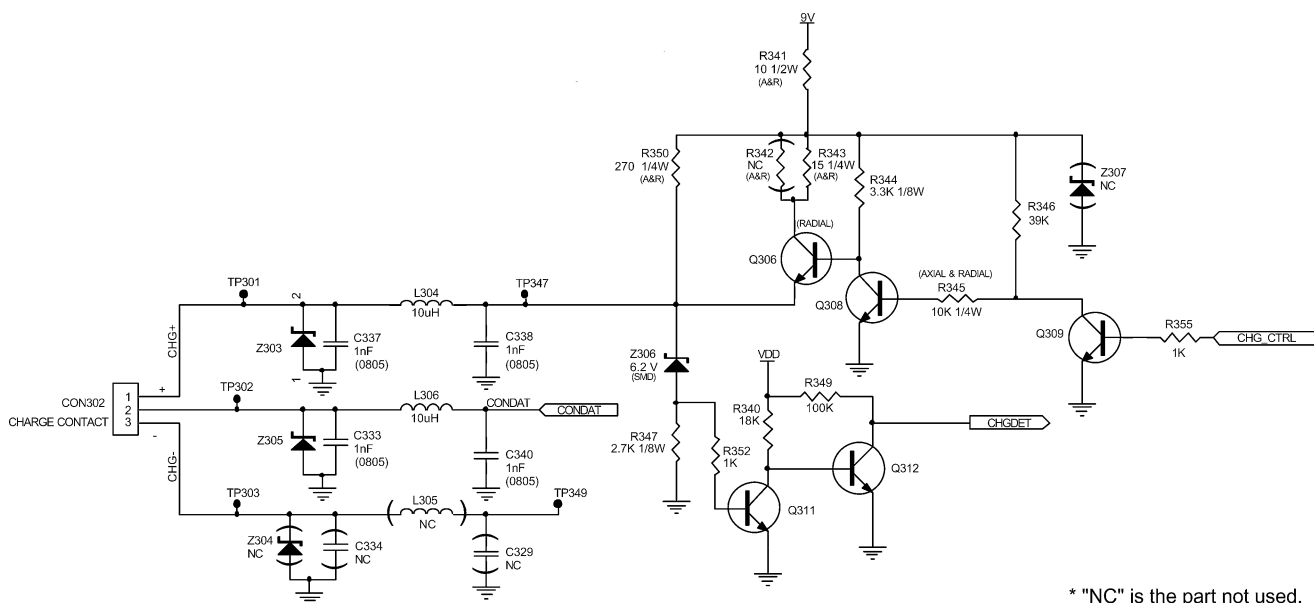 9V
R341
10 1/2W
(A&R)
R350
270 1/4W
(A&R)
R342
NC
(A&R)
R343
15 1/4W
(A&R)
R344
3.3K 1/8W
Z307
NC
R346
39K
(RADIAL)
Q306
(AXIAL & RADIAL)
R345
10K 1/4W
Q308
Q309
R355
1K
CHG_CTRL
TP301
2
L304
10uH
TP347
CHG+
Z303
C337
1nF
(0805)
1
C338
1nF
(0805)
Z306
6.2 V
(SMD)
VDD
R349
100K
R340
18K
CHGDET
+
CON302
CHARGE CONTACT
1
2
3
-
TP302
L306
10uH
CONDAT
CONDAT
Z305
C333
1nF
(0805)
C340
1nF
(0805)
R347
2.7K 1/8W
R352
1K
Q312
Q311
CHG-
TP303
L305
NC
TP349
Z304
NC
C334
NC
C329
NC
* "NC" is the part not used.